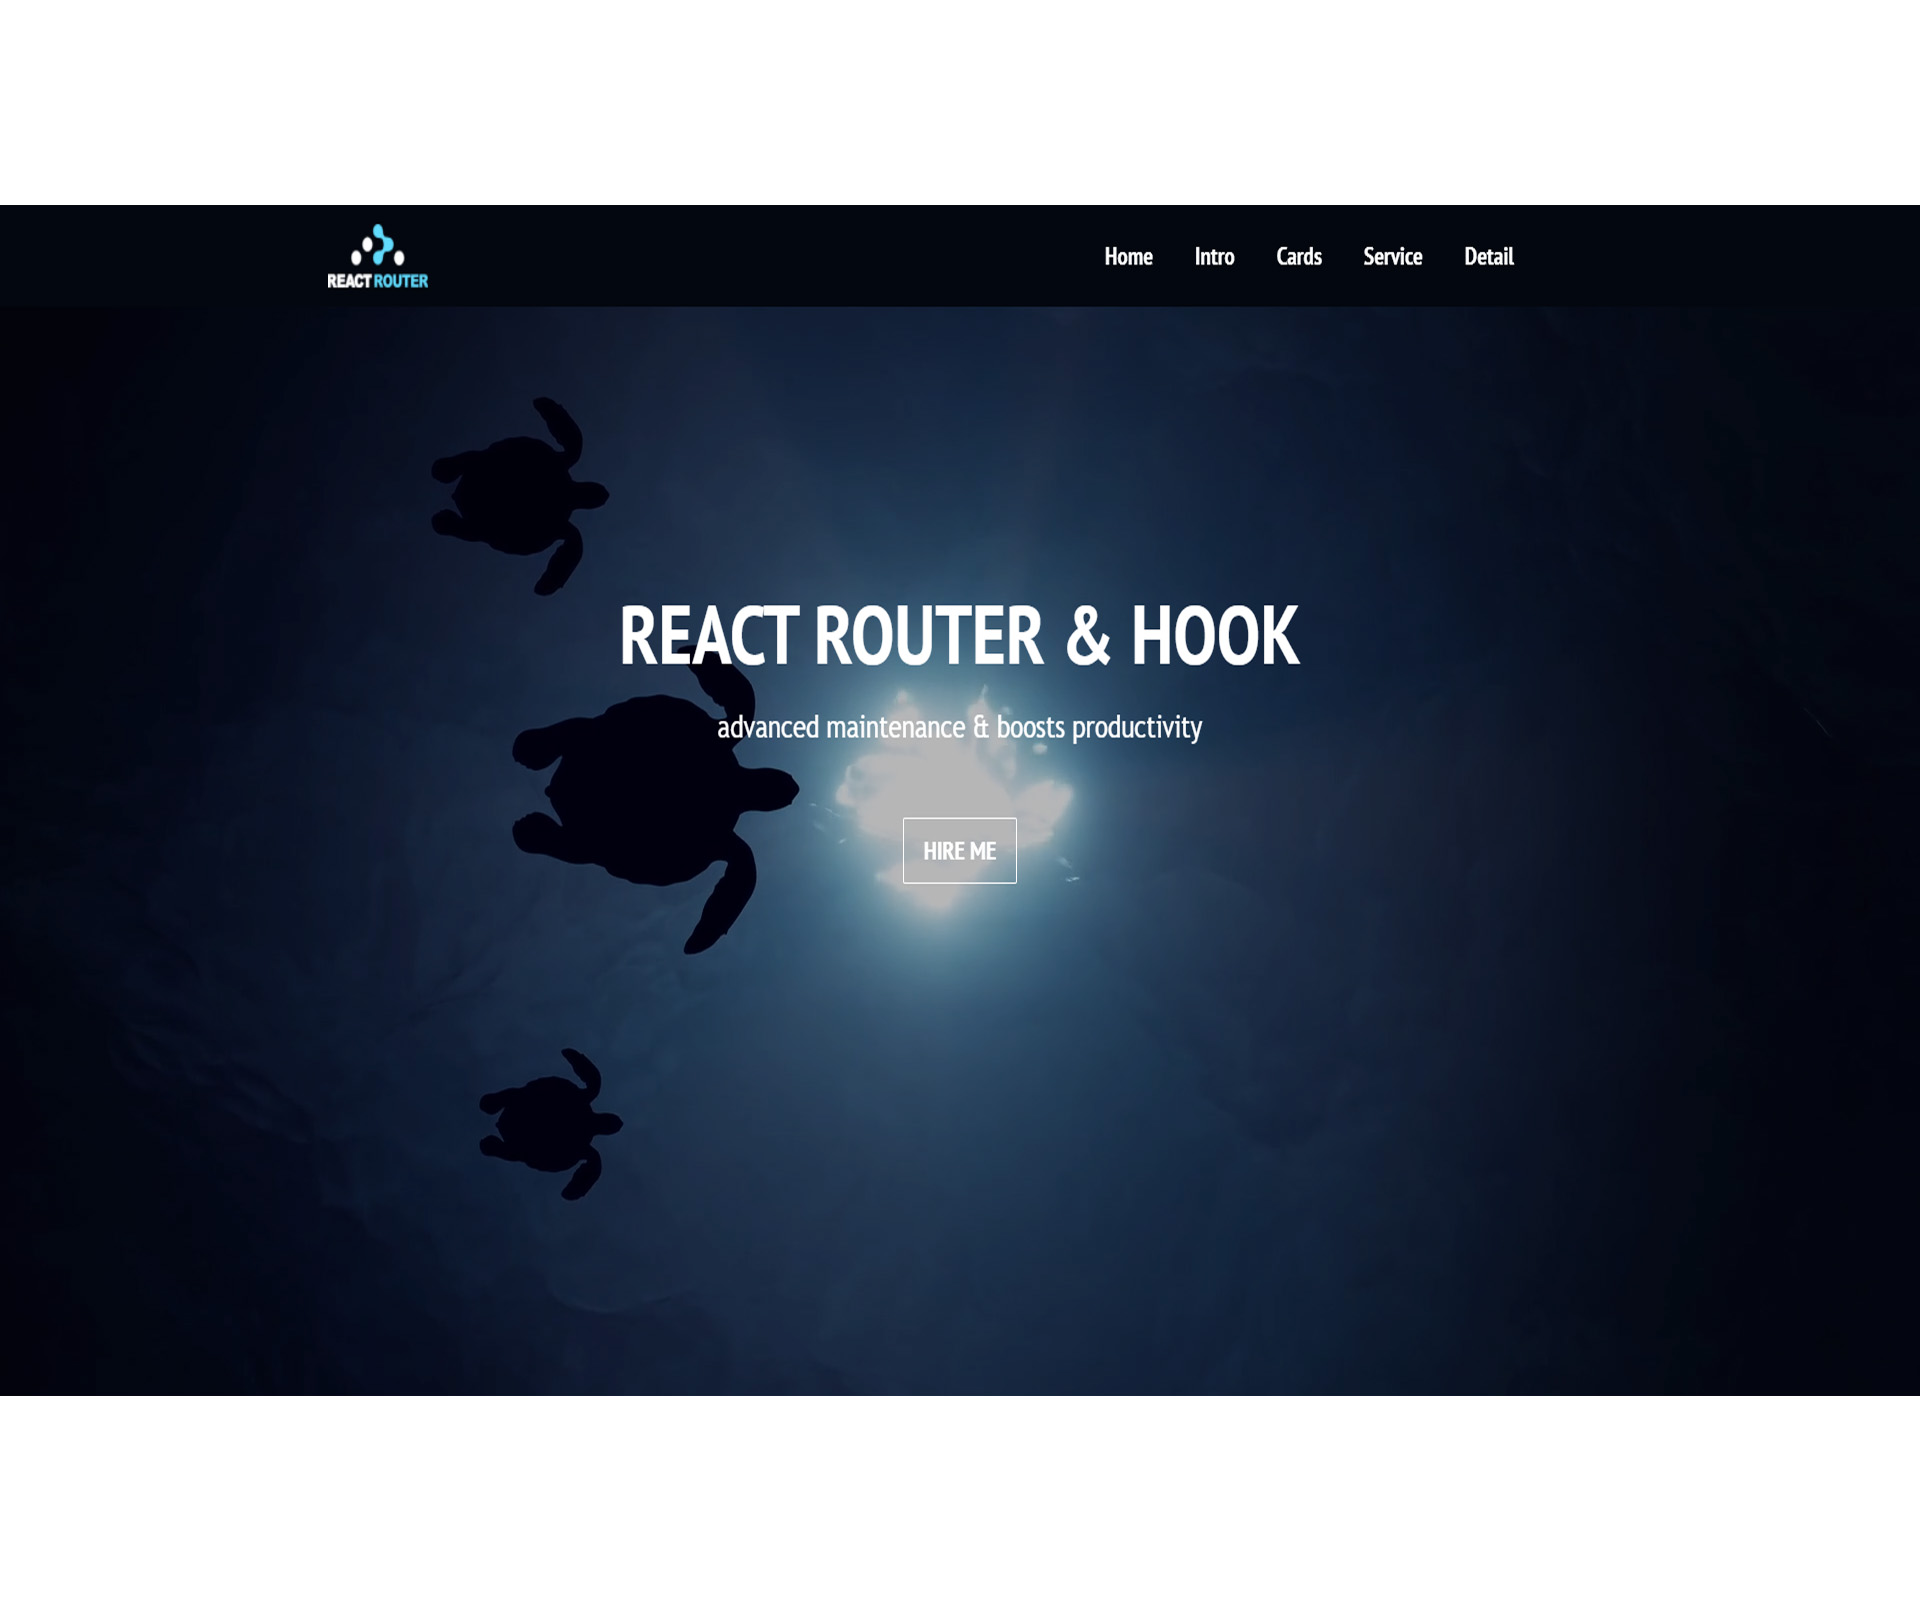 REACT ROUTER
Home Intro Cards Service Detail
REACT ROUTER & HOOK
advanced maintenance & boosts productivity
HIRE ME